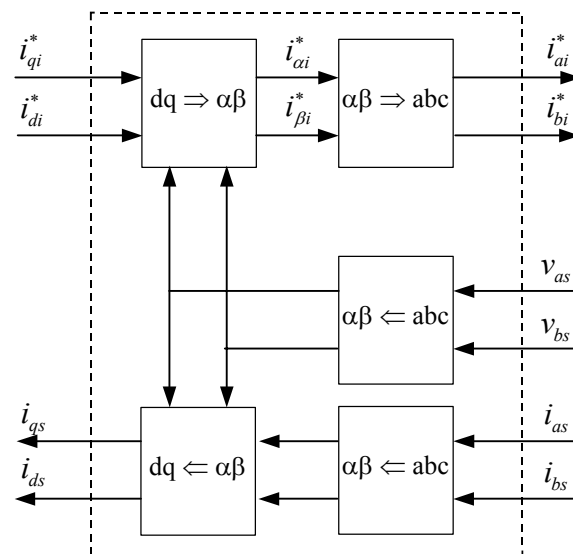 i*qi dq ⇒ αβ i*αi αβ ⇒ abc i*ai
i*di i*βi i*bi
vas
αβ ⇐ abc
vbs
iqs dq ⇐ αβ αβ ⇐ abc ias
ids ibs